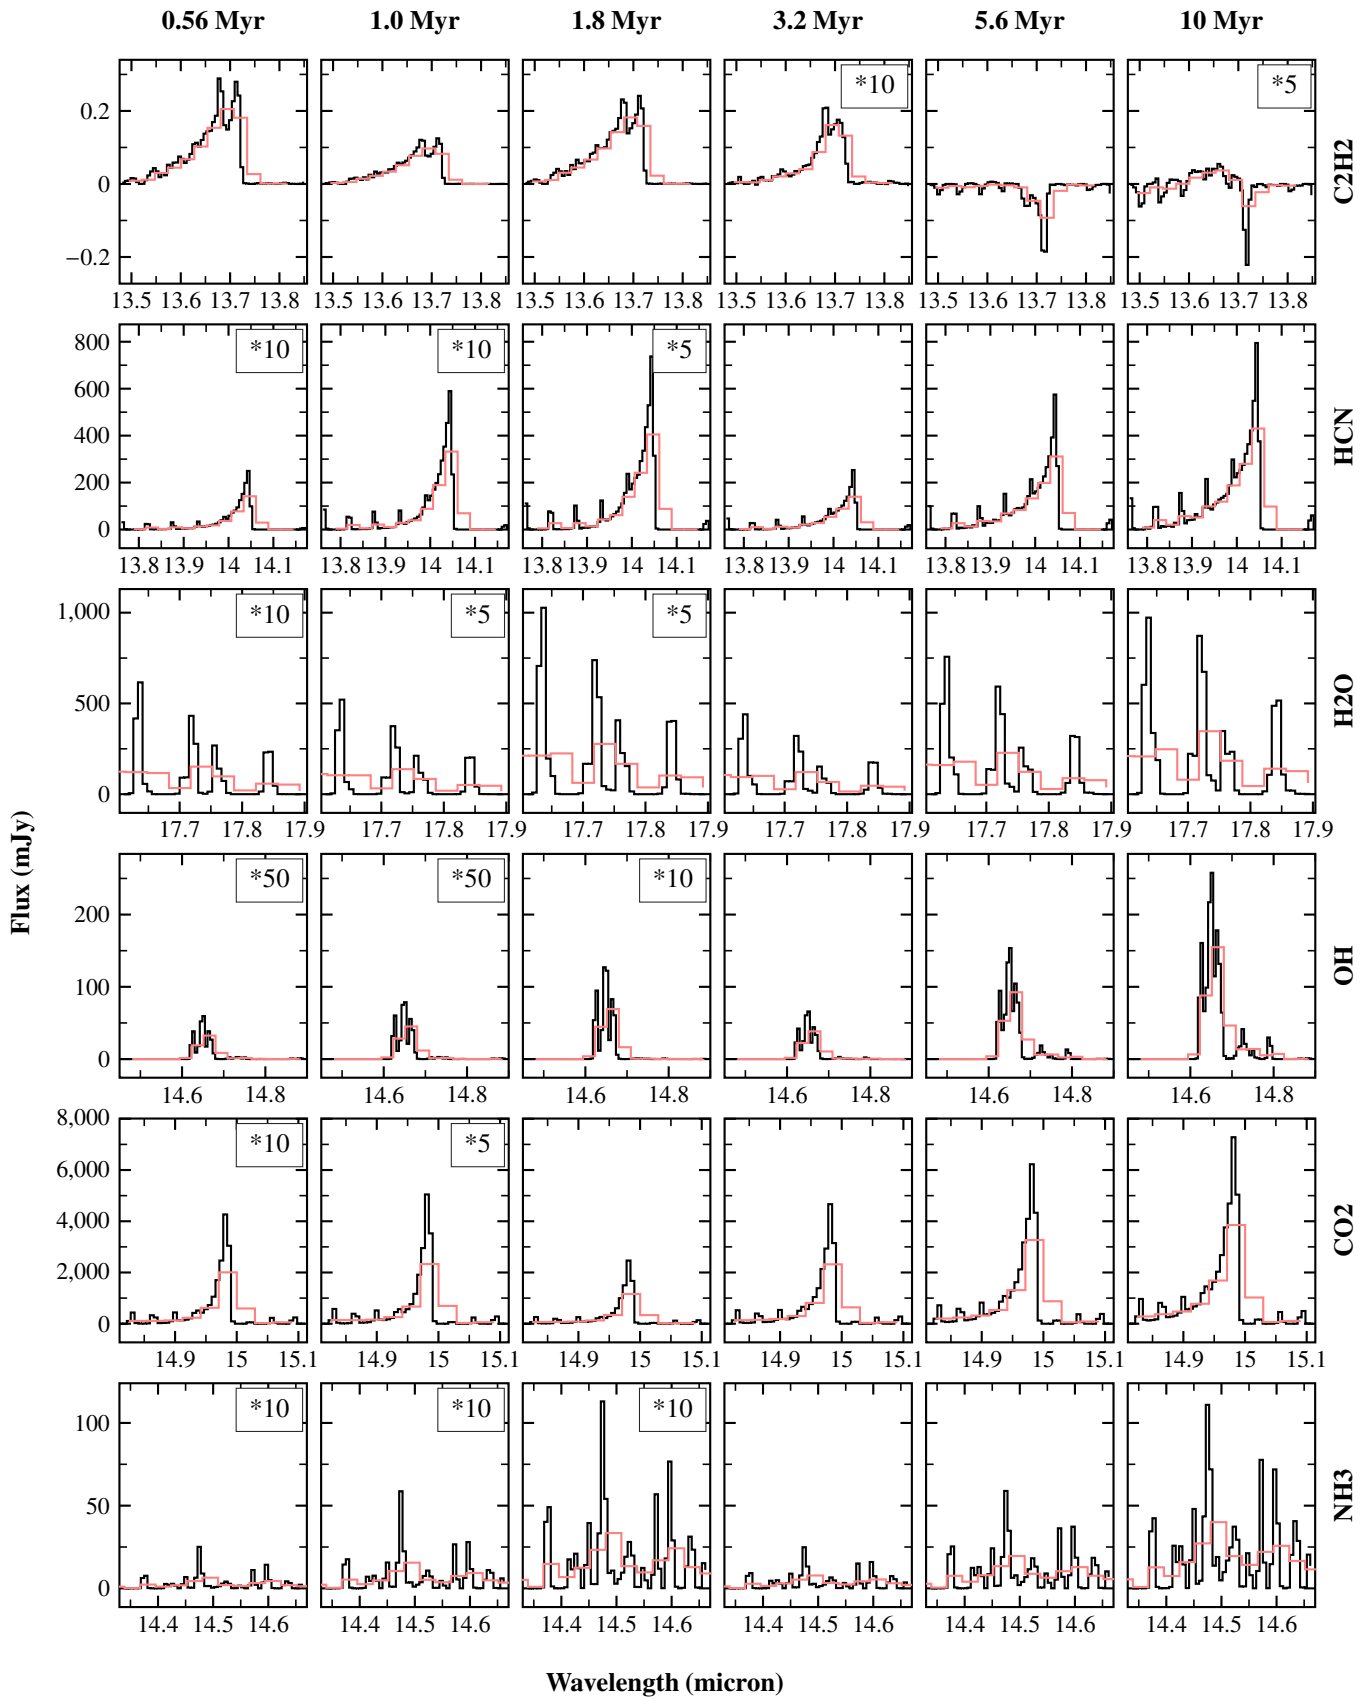 0.56 Myr 1.0 Myr 1.8 Myr 3.2 Myr 5.6 Myr 10 Myr
*10 *5
0.2
0
−0.2
C2H2
13.5 13.6 13.7 13.8 13.5 13.6 13.7 13.8 13.5 13.6 13.7 13.8 13.5 13.6 13.7 13.8 13.5 13.6 13.7 13.8 13.5 13.6 13.7 13.8
*10 *10 *5
800
600
400
200
0
HCN
13.8 13.9 14 14.1 13.8 13.9 14 14.1 13.8 13.9 14 14.1 13.8 13.9 14 14.1 13.8 13.9 14 14.1 13.8 13.9 14 14.1
*10 *5 *5
1,000
500
0
H2O
17.7 17.8 17.9 17.7 17.8 17.9 17.7 17.8 17.9 17.7 17.8 17.9 17.7 17.8 17.9 17.7 17.8 17.9
*50 *50 *10
200
100
0
OH
14.6 14.8 14.6 14.8 14.6 14.8 14.6 14.8 14.6 14.8 14.6 14.8
Flux (mJy)
*10 *5
8,000
6,000
4,000
2,000
0
CO2
14.9 15 15.1 14.9 15 15.1 14.9 15 15.1 14.9 15 15.1 14.9 15 15.1 14.9 15 15.1
*10 *10 *10
100
50
0
NH3
14.4 14.5 14.6 14.4 14.5 14.6 14.4 14.5 14.6 14.4 14.5 14.6 14.4 14.5 14.6 14.4 14.5 14.6
Wavelength (micron)